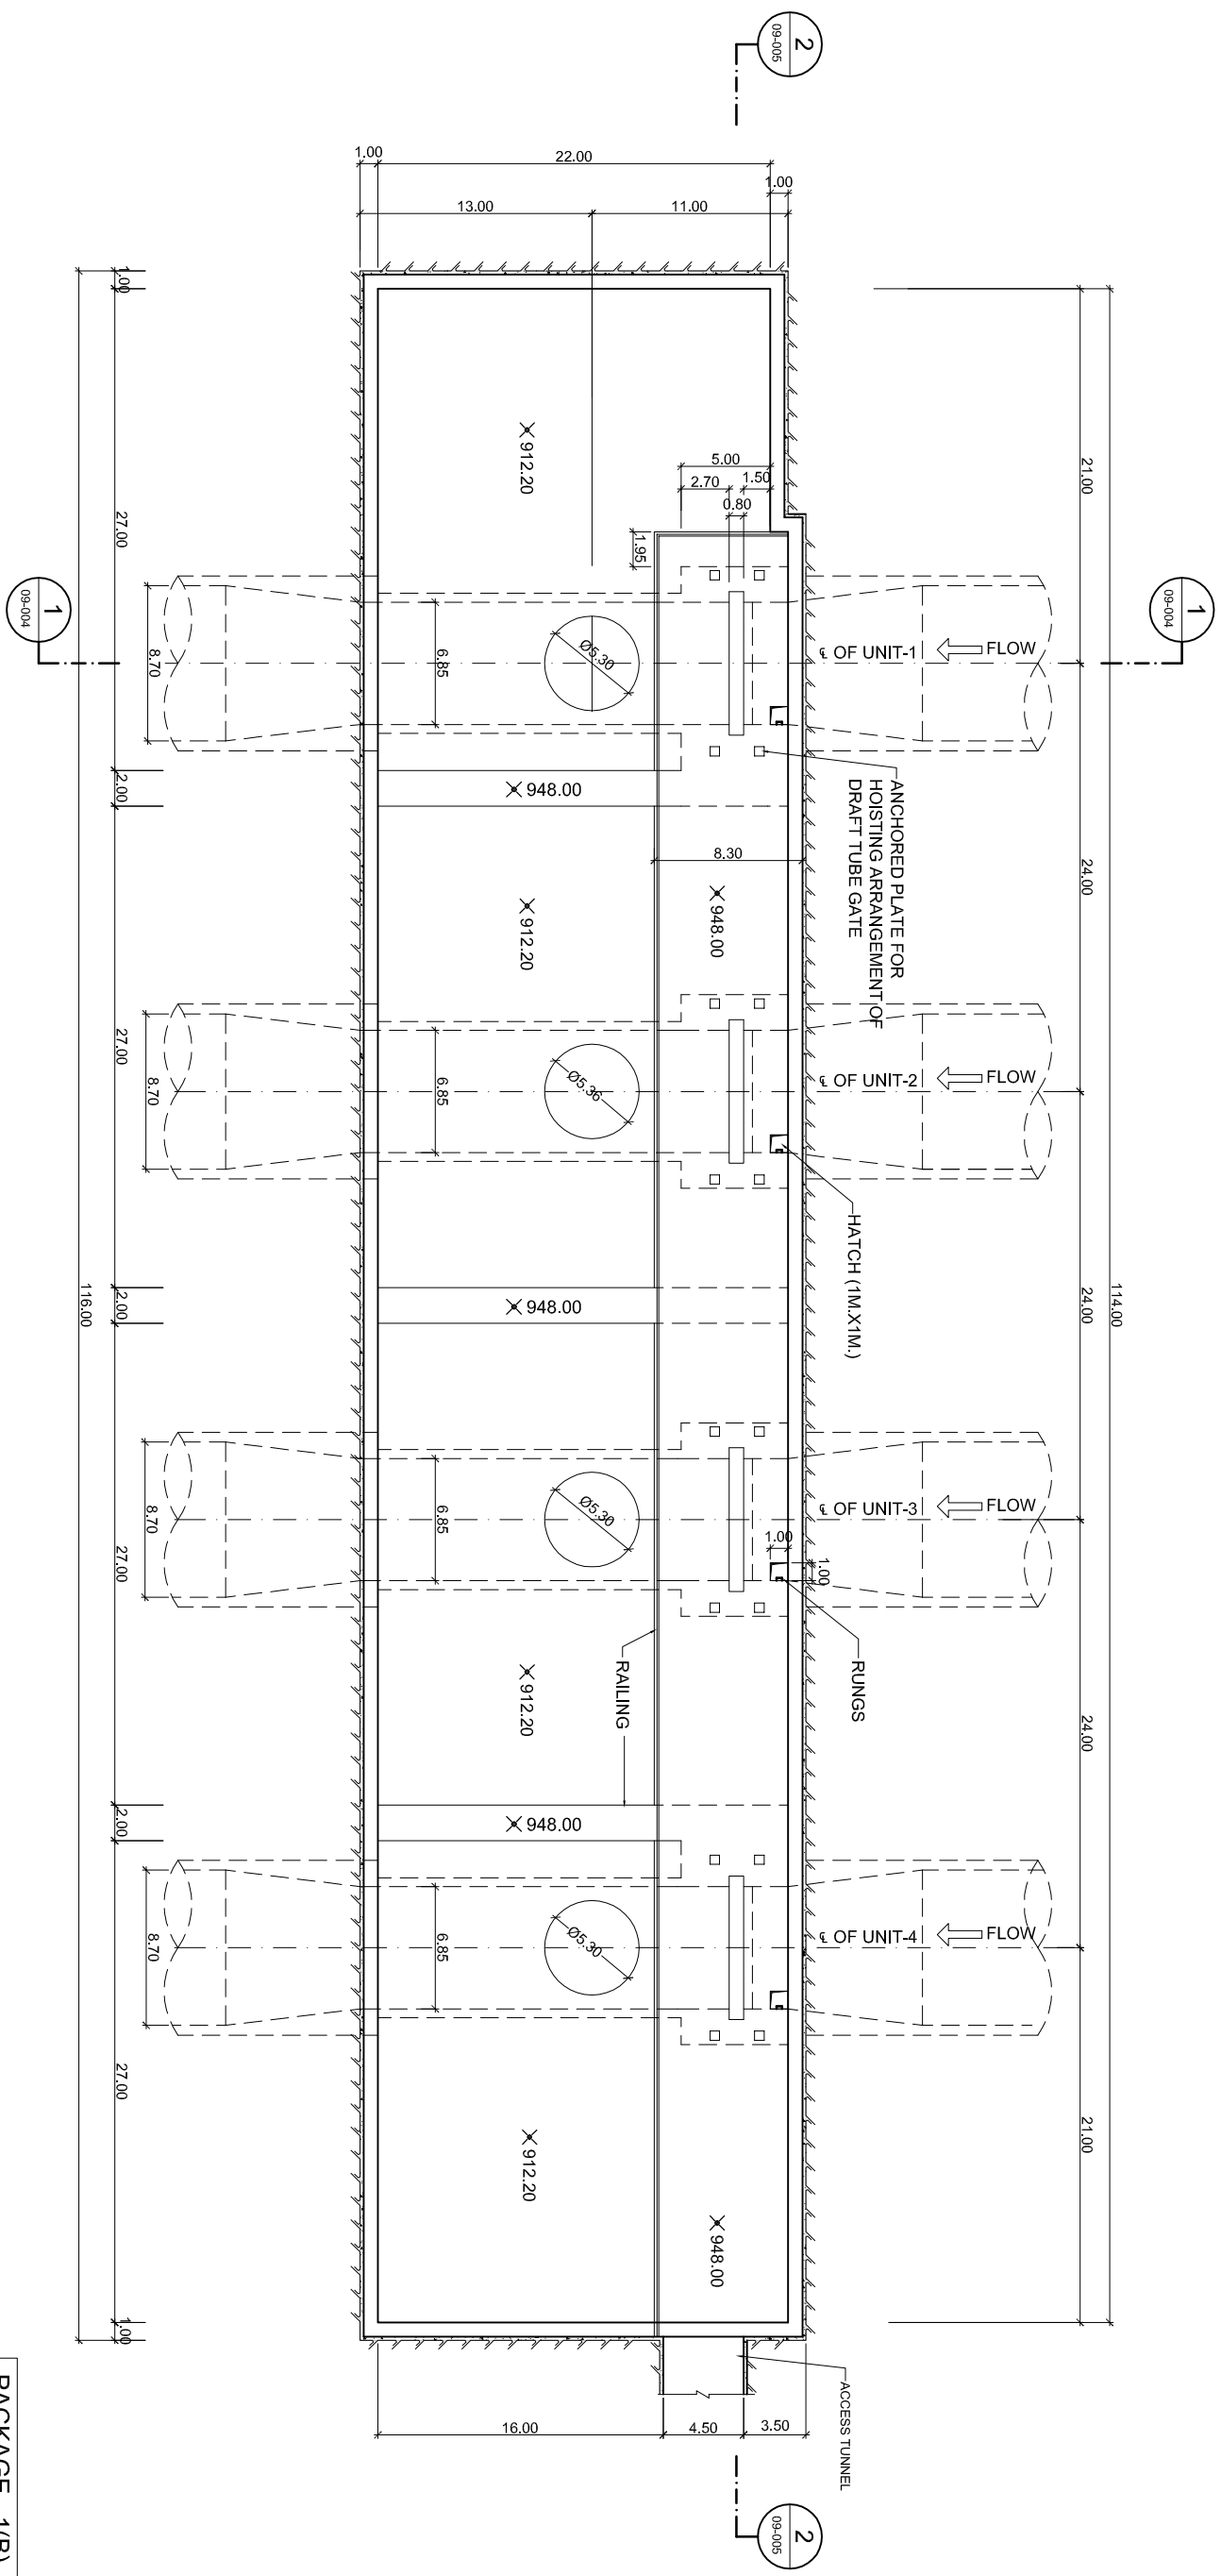 2
09-005
1.00
22.00
1.00
13.00
11.00
1.00
27.00
2.00
27.00
2.00
27.00
2.00
27.00
1.00
116.00
114.00
21.00
24.00
24.00
24.00
21.00
912.20
5.00
2.70
1.50
0.80
1.95
1
09-004
1
09-004
8.70
6.85
Ø5.30
℄ OF UNIT-1
FLOW
948.00
ANCHORED PLATE FOR
HOISTING ARRANGEMENT OF
DRAFT TUBE GATE
8.30
912.20
948.00
8.70
6.85
Ø5.36
℄ OF UNIT-2
FLOW
HATCH (1M.X1M.)
948.00
8.70
6.85
Ø5.30
℄ OF UNIT-3
FLOW
1.00
1.00
RUNGS
RAILING
912.20
948.00
8.70
6.85
Ø5.30
℄ OF UNIT-4
FLOW
912.20
948.00
ACCESS TUNNEL
16.00
4.50
3.50
2
09-005
PACKAGE - 1(B)